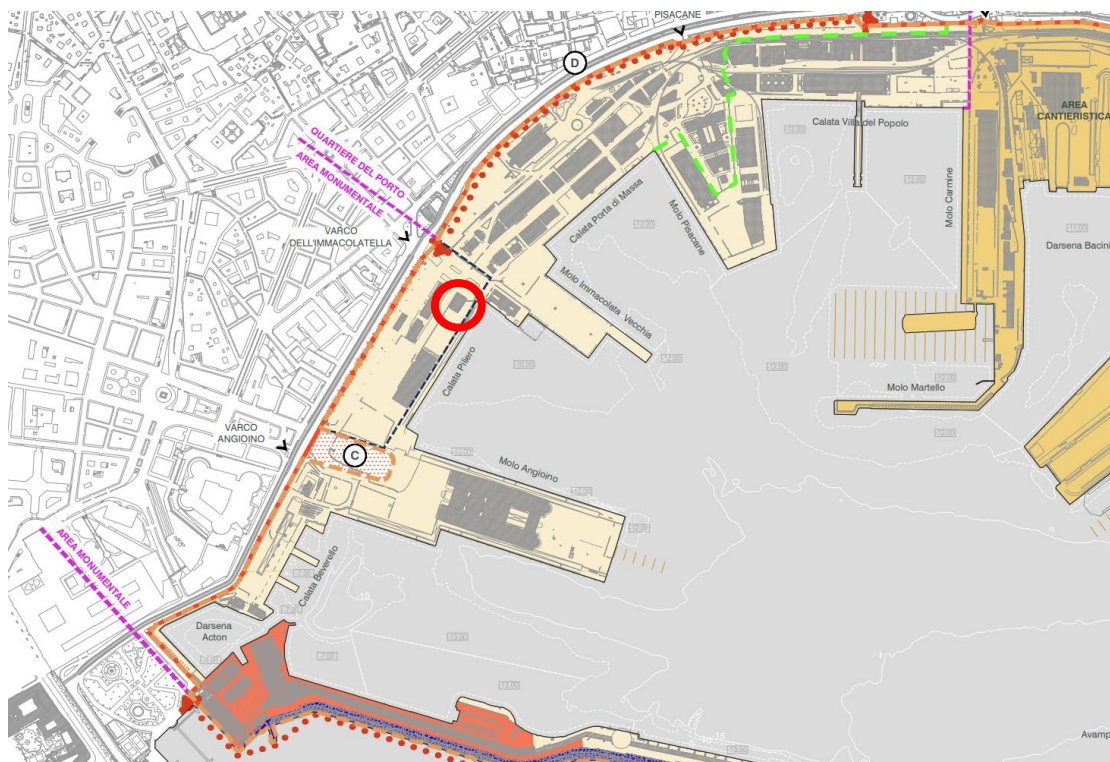 PISACANE
D
AREA
CANTIERISTICA
Calata Villa del Popolo
QUARTIERE DEL PORTO
AREA MONUMENTALE
Molo Carmine
Calata Porta di Massa
Molo Pisacane
VARCO
DELL'IMMACOLATELLA
Darsena Bacini
Molo Immacolata Vecchia
Calata Piliero
Molo Martello
VARCO
ANGIOINO
C
Molo Angioino
AREA MONUMENTALE
Calata Beverello
Darsena
Acton
Avamp